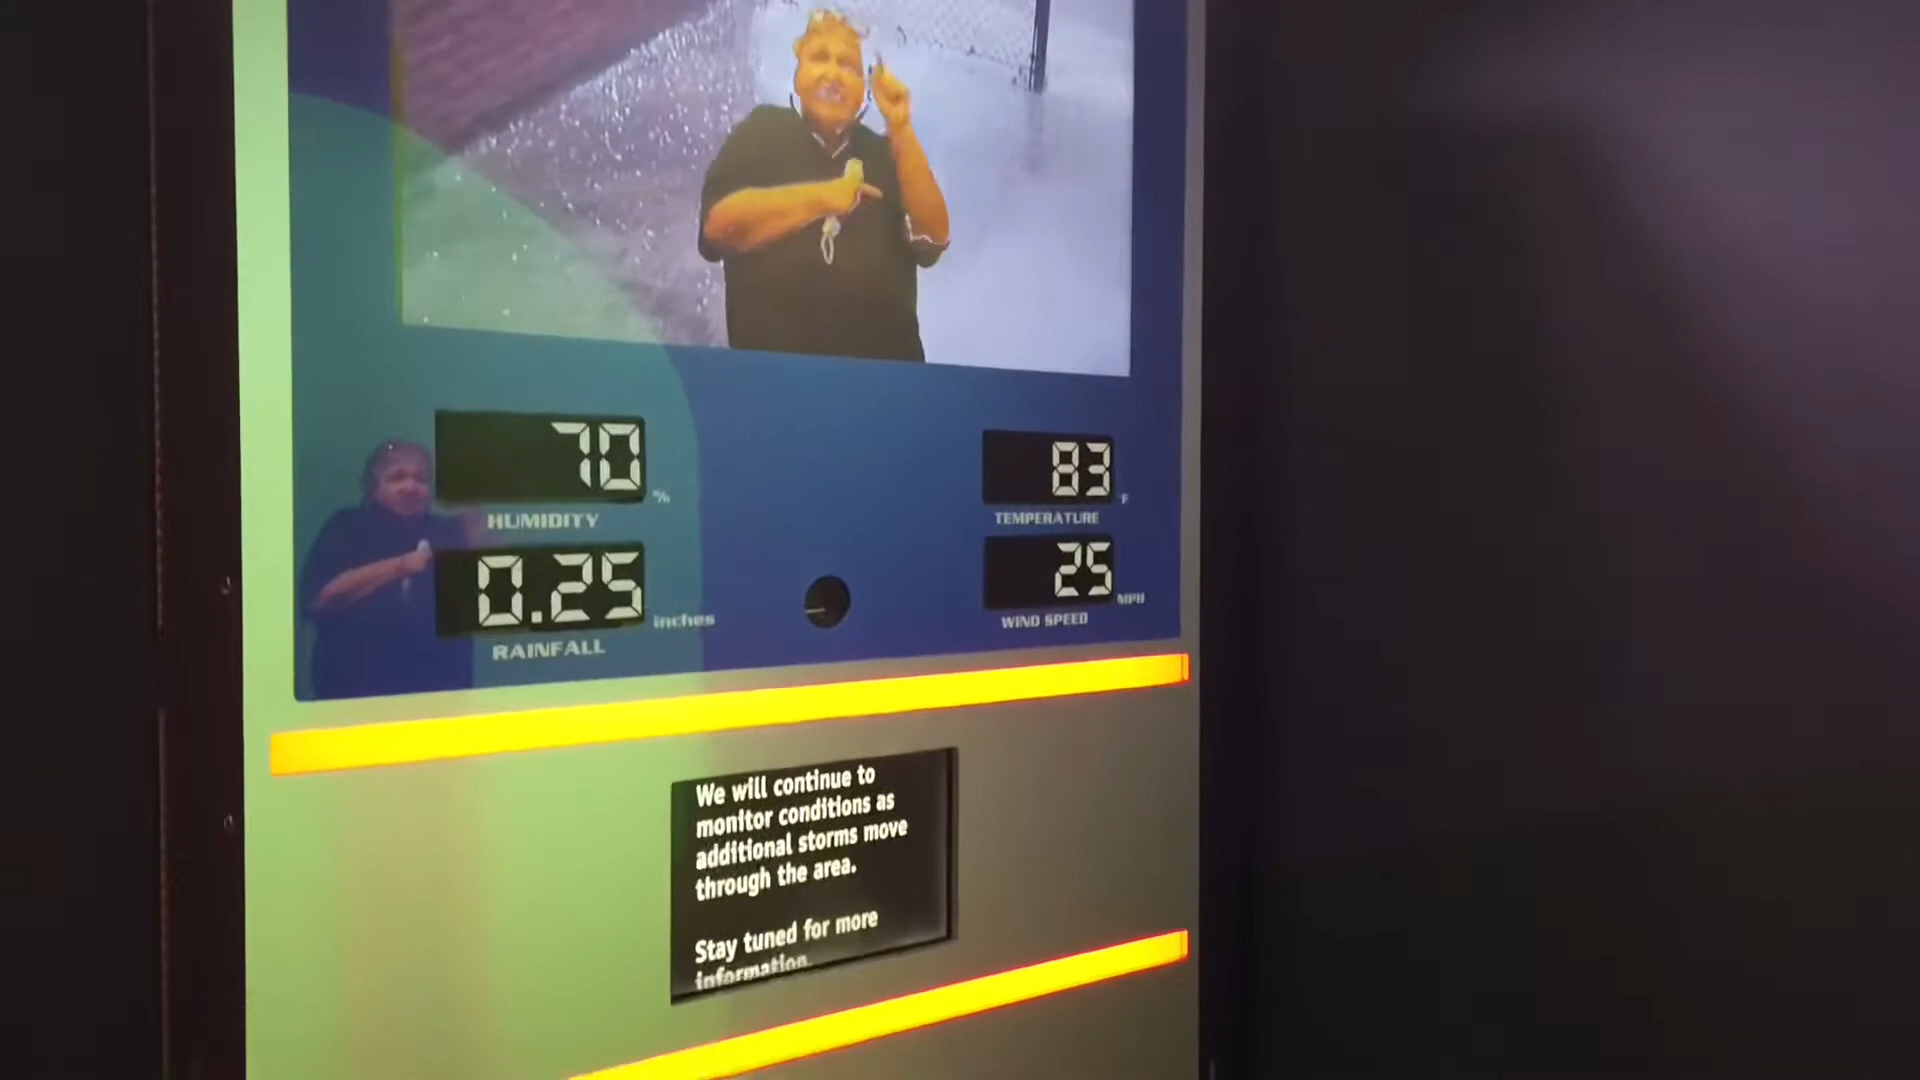 70 %
HUMIDITY
83 °F
TEMPERATURE
0.25 inches
RAINFALL
25 MPH
WIND SPEED
We will continue to
monitor conditions as
additional storms move
through the area.
Stay tuned for more
information.